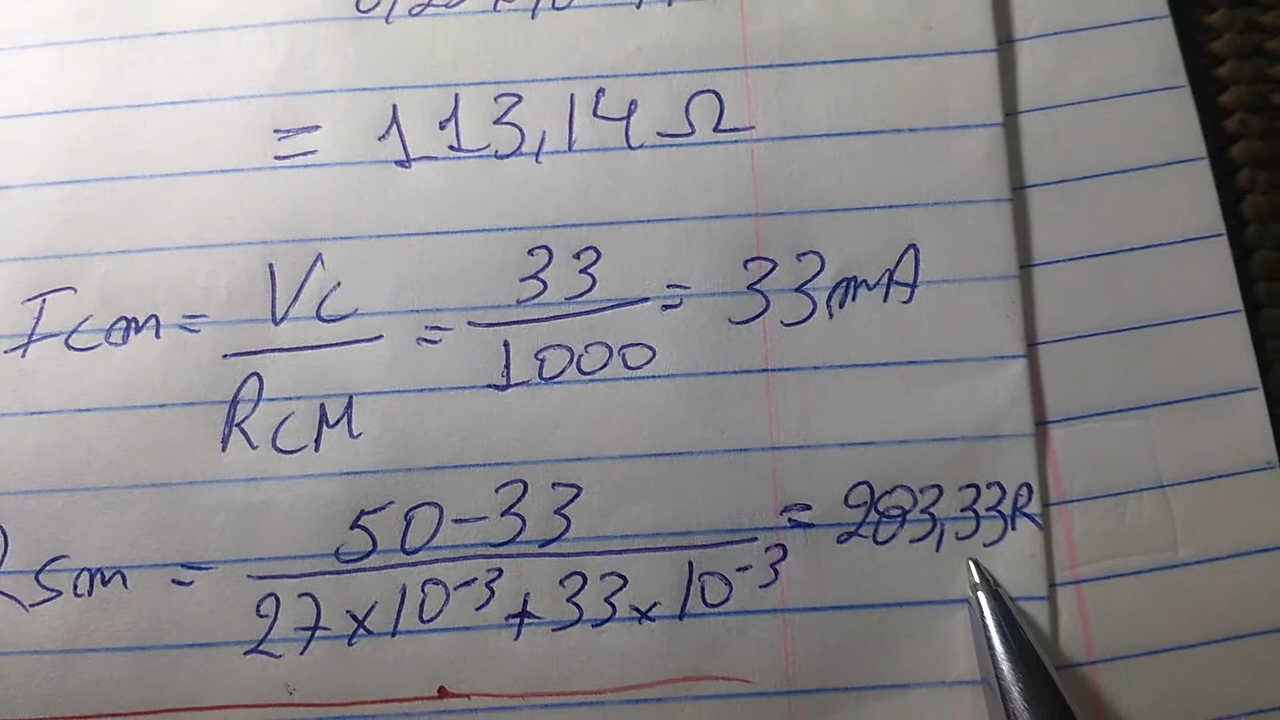 = 113,14 Ω
Icm = Vc / RCM = 33 / 1000 = 33mA
Rsm = 50-33 / 27x10⁻³+33x10⁻³ = 283,33R